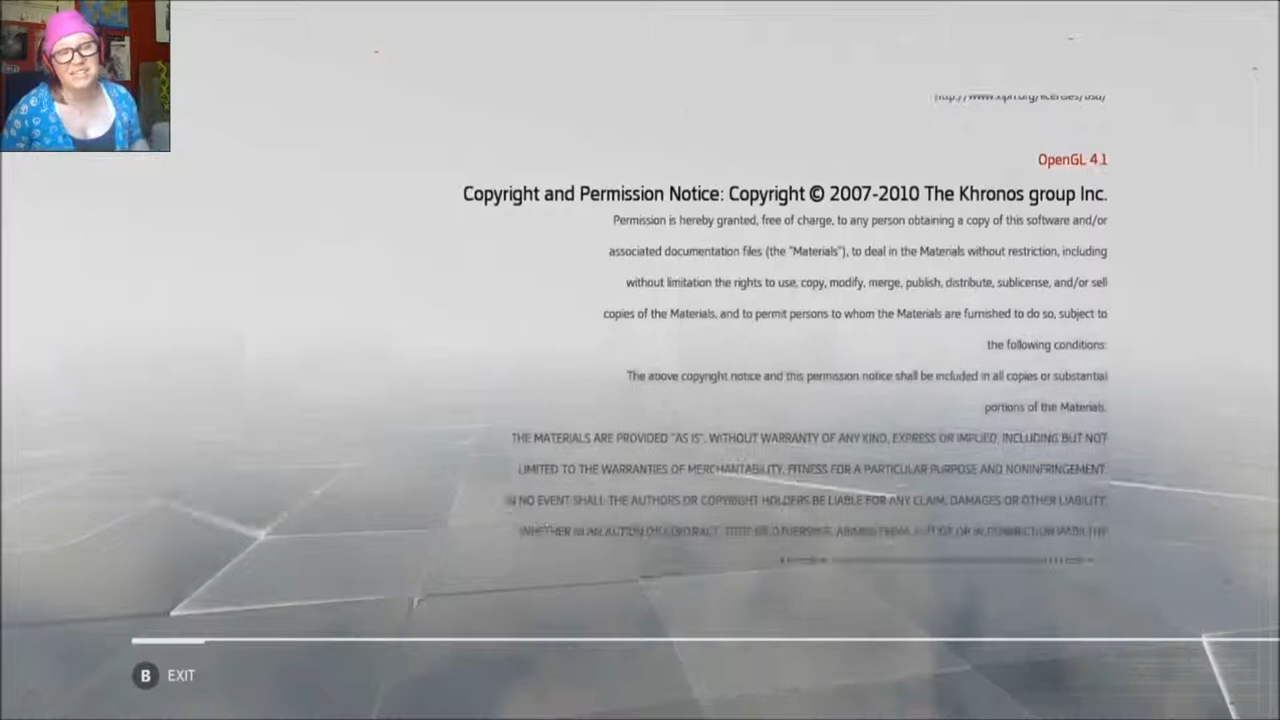 OpenGL 4.1
Copyright and Permission Notice: Copyright © 2007-2010 The Khronos group Inc.
Permission is hereby granted, free of charge, to any person obtaining a copy of this software and/or
associated documentation files (the "Materials"), to deal in the Materials without restriction, including
without limitation the rights to use, copy, modify, merge, publish, distribute, sublicense, and/or sell
copies of the Materials, and to permit persons to whom the Materials are furnished to do so, subject to
the following conditions:
The above copyright notice and this permission notice shall be included in all copies or substantial
portions of the Materials.
THE MATERIALS ARE PROVIDED "AS IS", WITHOUT WARRANTY OF ANY KIND, EXPRESS OR IMPLIED, INCLUDING BUT NOT
LIMITED TO THE WARRANTIES OF MERCHANTABILITY, FITNESS FOR A PARTICULAR PURPOSE AND NONINFRINGEMENT.
IN NO EVENT SHALL THE AUTHORS OR COPYRIGHT HOLDERS BE LIABLE FOR ANY CLAIM, DAMAGES OR OTHER LIABILITY,
WHETHER IN AN ACTION OF CONTRACT,
B EXIT